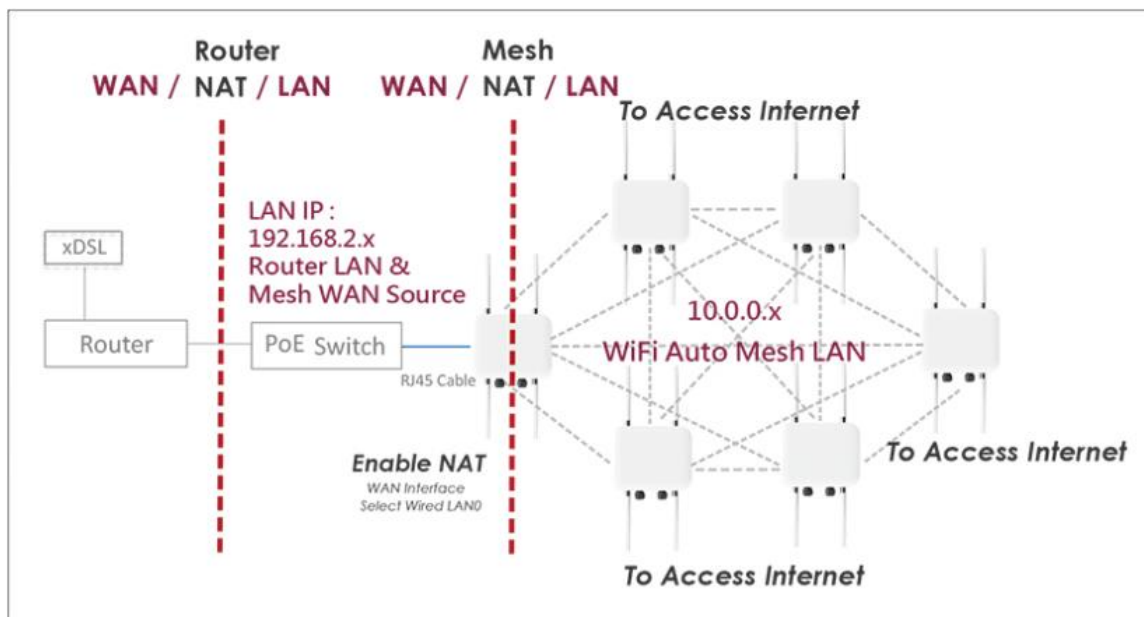 Router
WAN / NAT / LAN
Mesh
WAN / NAT / LAN
To Access Internet
LAN IP :
192.168.2.x
Router LAN &
Mesh WAN Source
xDSL
Router
PoE Switch
RJ45 Cable
10.0.0.x
WiFi Auto Mesh LAN
Enable NAT
WAN Interface
Select Wired LAN0
To Access Internet
To Access Internet